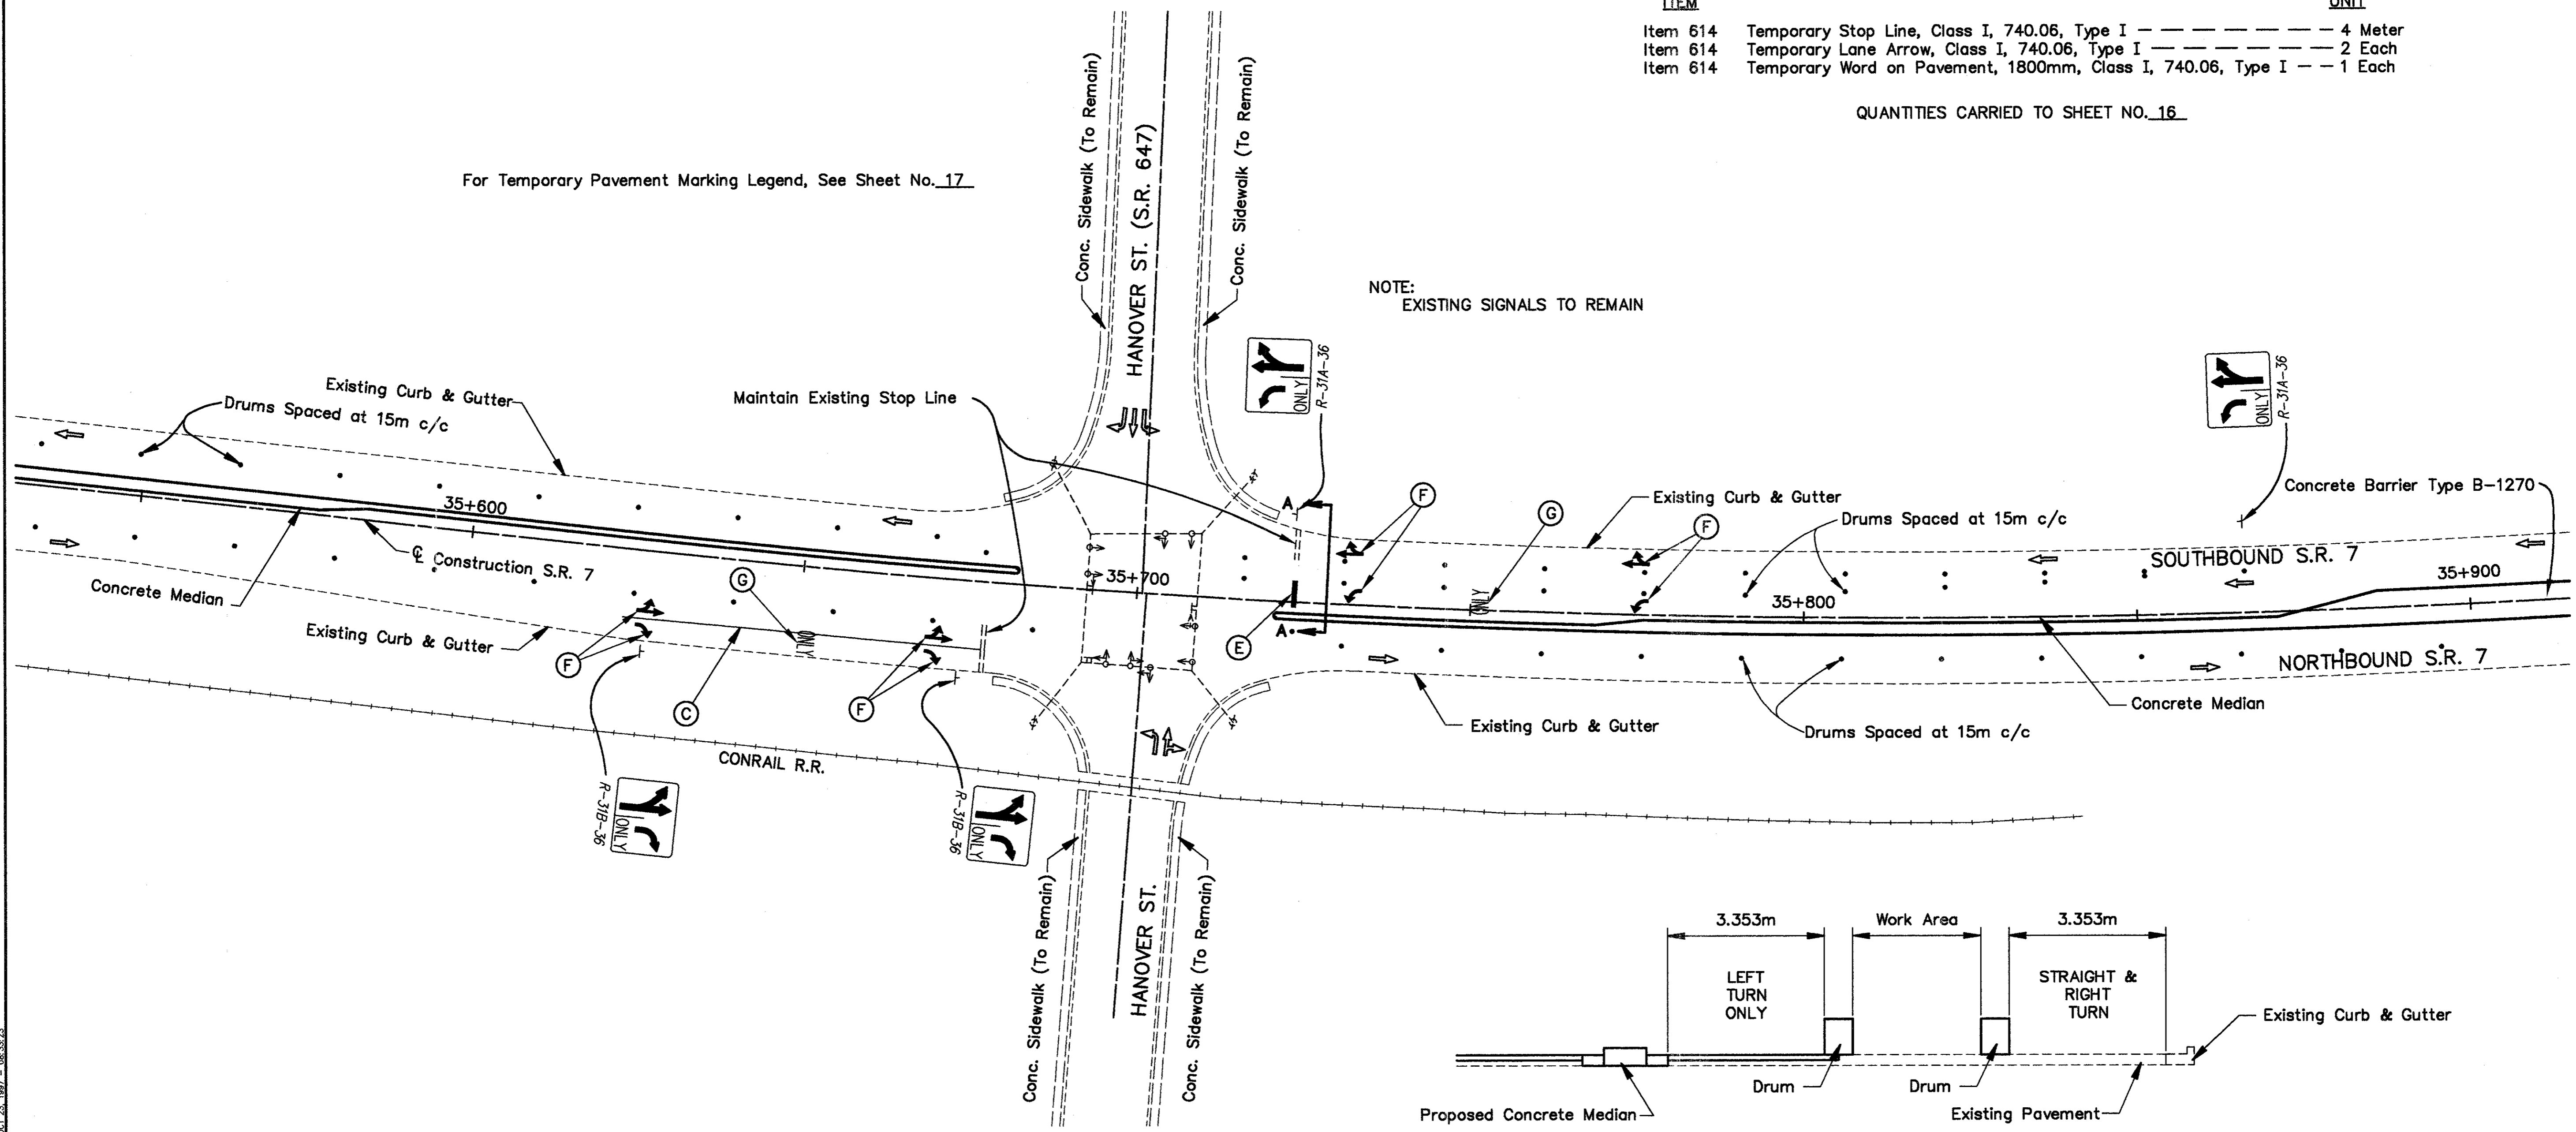 ITEM
UNIT
Item 614 Temporary Stop Line, Class I, 740.06, Type I — — — — — — — 4 Meter
Item 614 Temporary Lane Arrow, Class I, 740.06, Type I — — — — — — 2 Each
Item 614 Temporary Word on Pavement, 1800mm, Class I, 740.06, Type I — — 1 Each
QUANTITIES CARRIED TO SHEET NO. 16
For Temporary Pavement Marking Legend, See Sheet No. 17
Conc. Sidewalk (To Remain)
HANOVER ST. (S.R. 647)
Conc. Sidewalk (To Remain)
NOTE:
EXISTING SIGNALS TO REMAIN
ONLY
R-31A-36
ONLY
R-31A-36
Existing Curb & Gutter
Drums Spaced at 15m c/c
Maintain Existing Stop Line
Concrete Barrier Type B-1270
Existing Curb & Gutter
Drums Spaced at 15m c/c
A
F
G
F
35+600
℄ Construction S.R. 7
Concrete Median
Existing Curb & Gutter
G
35+700
ONLY
35+800
SOUTHBOUND S.R. 7
35+900
F
C
ONLY
F
E
A
NORTHBOUND S.R. 7
Concrete Median
Existing Curb & Gutter
Drums Spaced at 15m c/c
CONRAIL R.R.
R-31B-36
ONLY
R-31B-36
ONLY
Conc. Sidewalk (To Remain)
HANOVER ST.
Conc. Sidewalk (To Remain)
3.353m
Work Area
3.353m
LEFT
TURN
ONLY
STRAIGHT &
RIGHT
TURN
Existing Curb & Gutter
Drum
Drum
Proposed Concrete Median
Existing Pavement